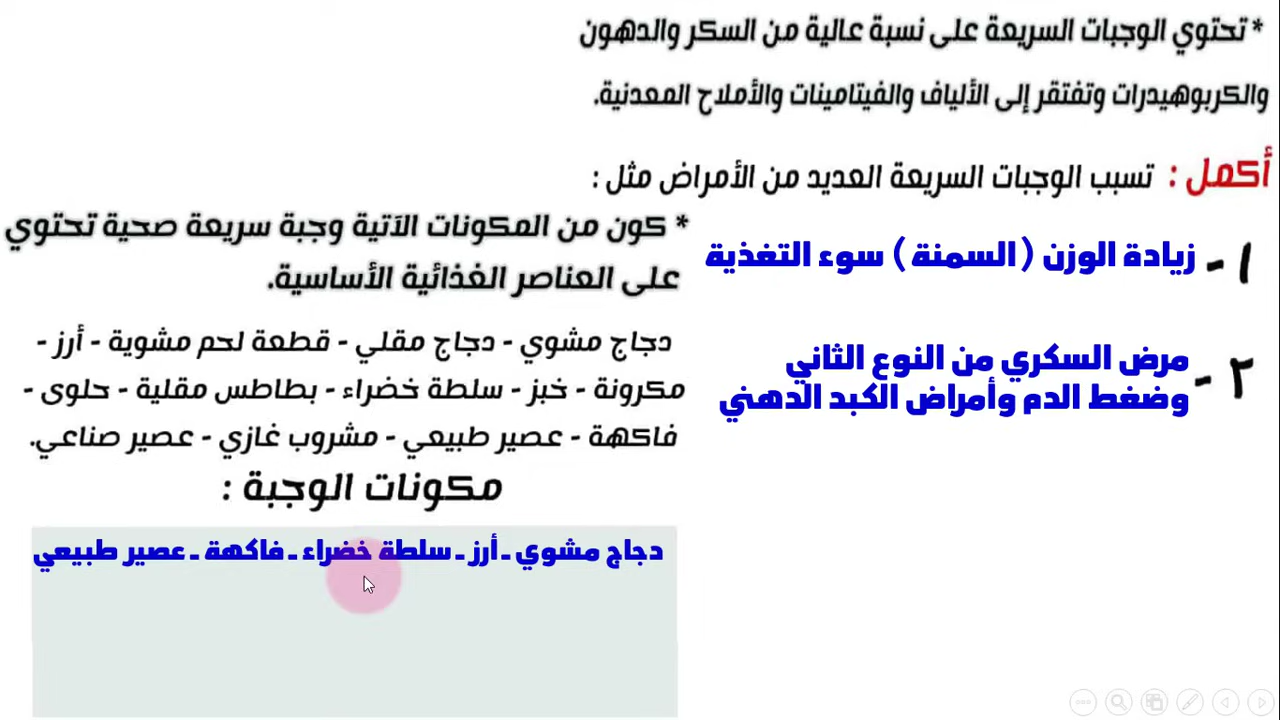 * تحتوي الوجبات السريعة على نسبة عالية من السكر والدهون
والكربوهيدرات وتفتقر إلى الألياف والفيتامينات والأملاح المعدنية.
أكمل : تسبب الوجبات السريعة العديد من الأمراض مثل :
١- زيادة الوزن (السمنة) سوء التغذية
٢- مرض السكري من النوع الثاني
وضغط الدم وأمراض الكبد الدهني
* كون من المكونات الآتية وجبة سريعة صحية تحتوي
على العناصر الغذائية الأساسية.
دجاج مشوي - دجاج مقلي - قطعة لحم مشوية - أرز -
مكرونة - خبز - سلطة خضراء - بطاطس مقلية - حلوى -
فاكهة - عصير طبيعي - مشروب غازي - عصير صناعي.
مكونات الوجبة :
دجاج مشوي - أرز - سلطة خضراء - فاكهة - عصير طبيعي